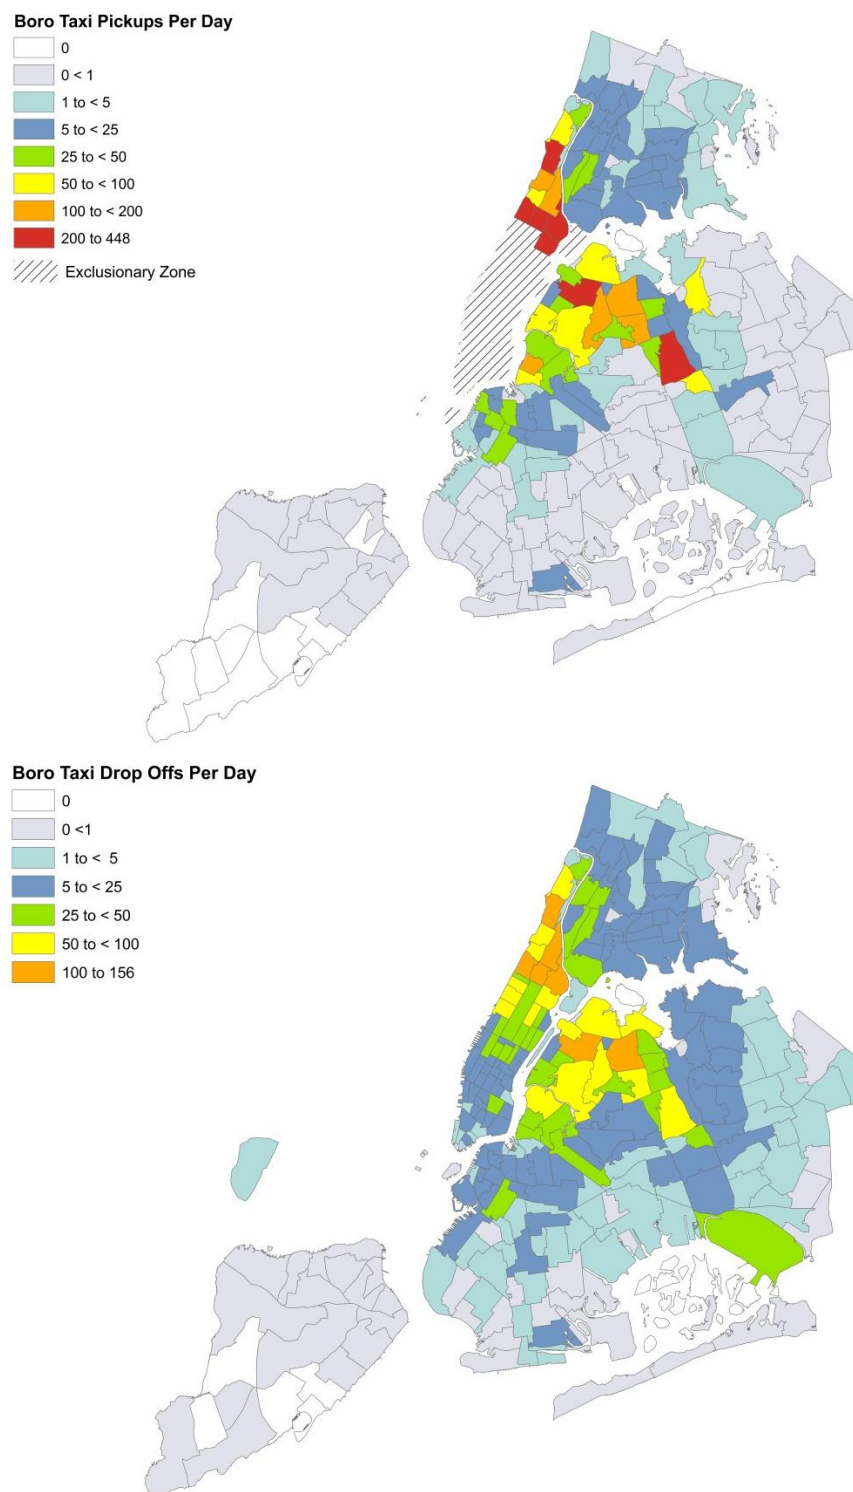 Boro Taxi Pickups Per Day
0
0 < 1
1 to < 5
5 to < 25
25 to < 50
50 to < 100
100 to < 200
200 to 448
Exclusionary Zone
Boro Taxi Drop Offs Per Day
0
0 <1
1 to <  5
5 to < 25
25 to < 50
50 to < 100
100 to 156